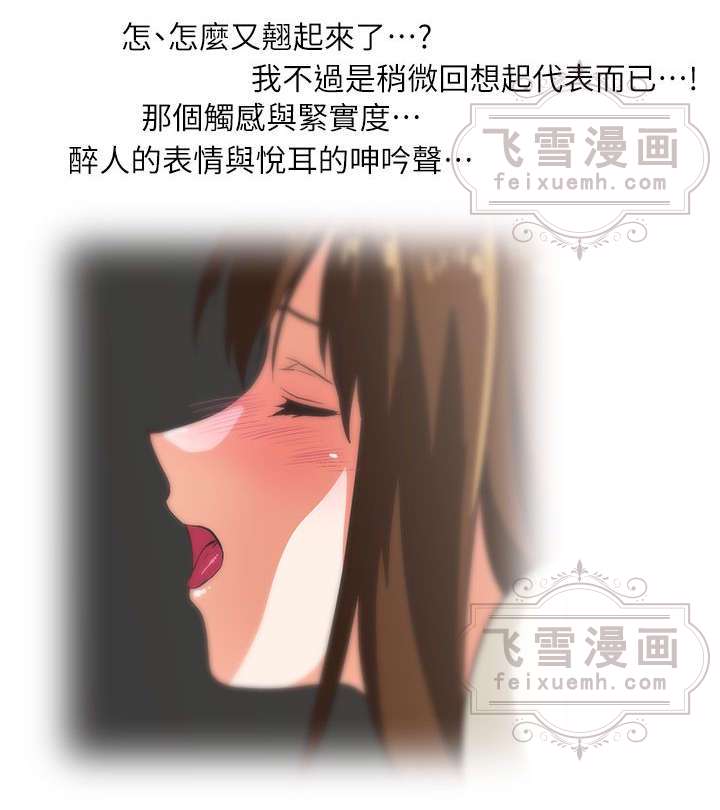 怎、怎麼又翹起來了…?
我不過是稍微回想起代表而已…!
那個觸感與緊實度…
醉人的表情與悅耳的呻吟聲…
飞雪漫画
feixuemh.com
飞雪漫画
feixuemh.com